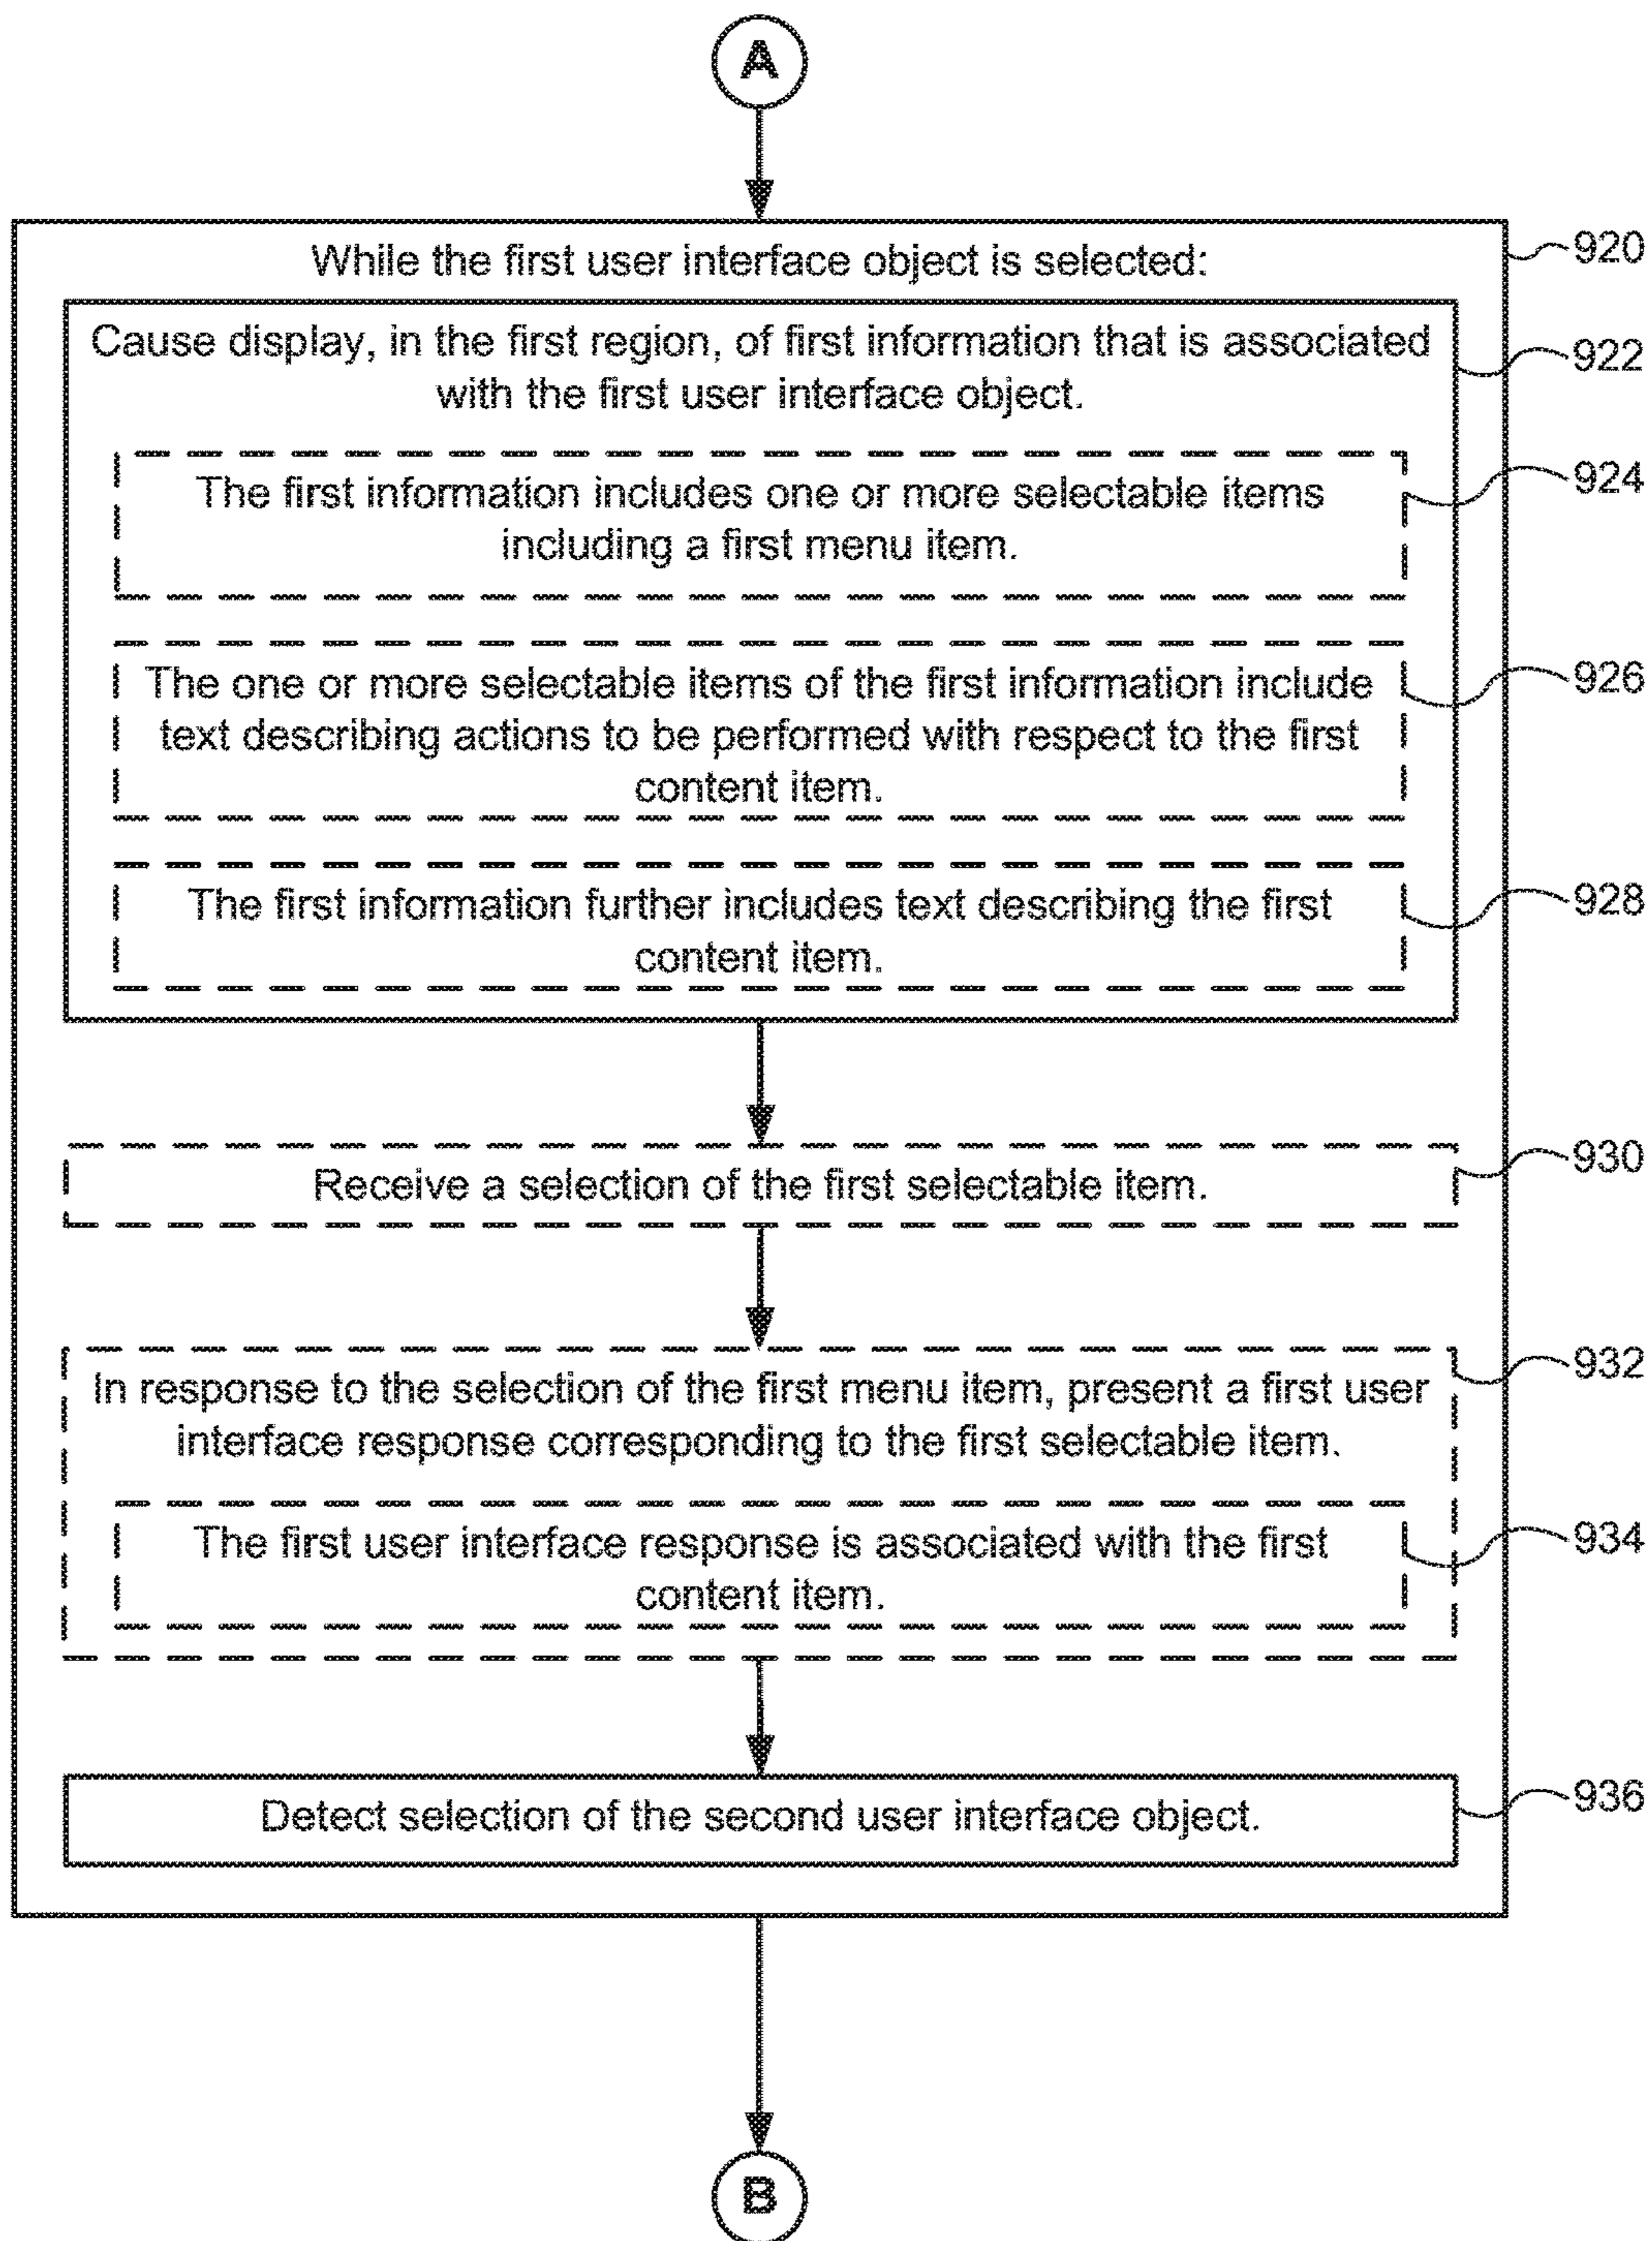 A
While the first user interface object is selected:
920
Cause display, in the first region, of first information that is associated
with the first user interface object.
922
The first information includes one or more selectable items
including a first menu item.
924
The one or more selectable items of the first information include
text describing actions to be performed with respect to the first
content item.
926
The first information further includes text describing the first
content item.
928
Receive a selection of the first selectable item.
930
In response to the selection of the first menu item, present a first user
interface response corresponding to the first selectable item.
932
The first user interface response is associated with the first
content item.
934
Detect selection of the second user interface object.
936
B